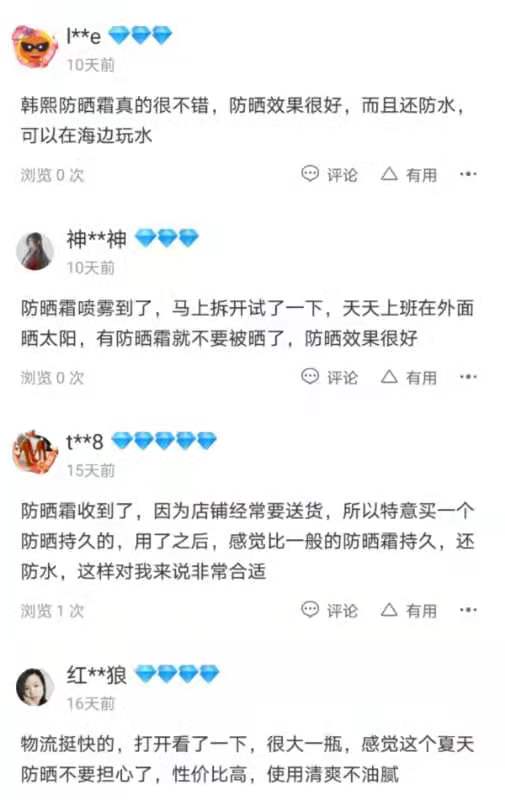 l**e
10天前
韩熙防晒霜真的很不错，防晒效果很好，而且还防水，
可以在海边玩水
浏览 0 次 评论 有用
神**神
10天前
防晒霜喷雾到了，马上拆开试了一下，天天上班在外面
晒太阳，有防晒霜就不要被晒了，防晒效果很好
浏览 0 次 评论 有用
t**8
15天前
防晒霜收到了，因为店铺经常要送货，所以特意买一个
防晒持久的，用了之后，感觉比一般的防晒霜持久，还
防水，这样对我来说非常合适
浏览 1 次 评论 有用
红**狼
16天前
物流挺快的，打开看了一下，很大一瓶，感觉这个夏天
防晒不要担心了，性价比高，使用清爽不油腻